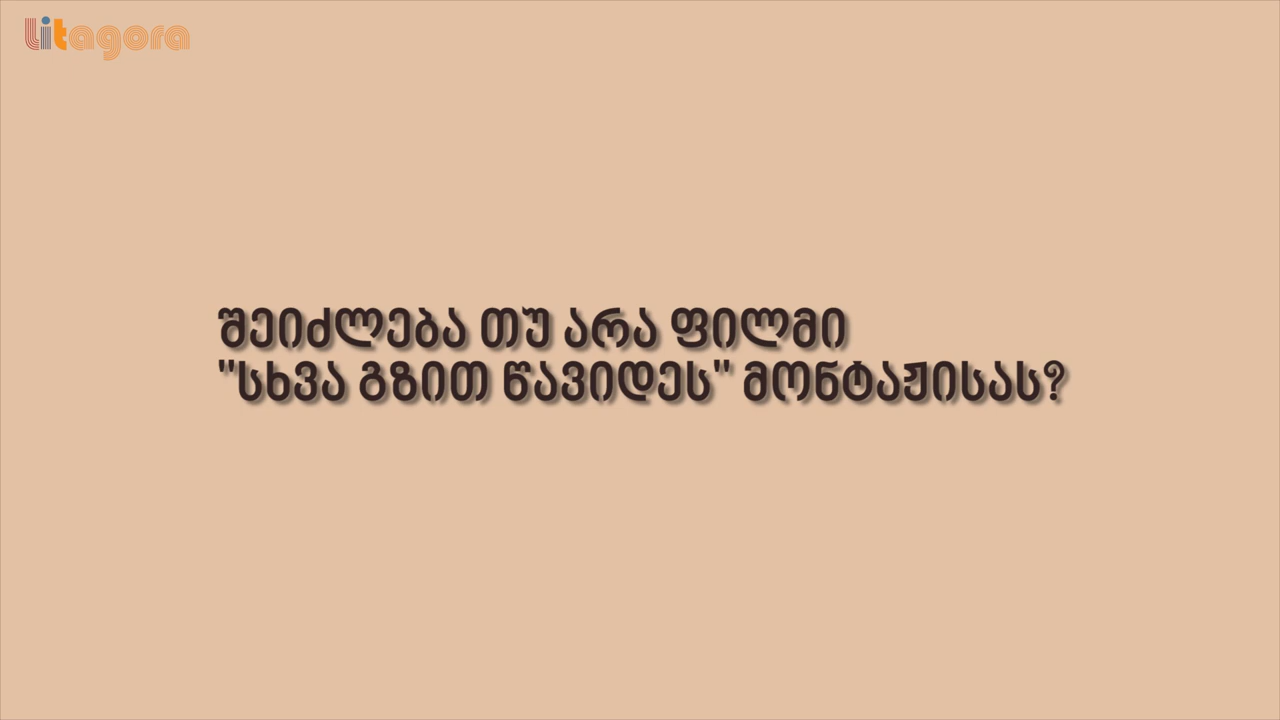 litagora
შეიძლება თუ არა ფილმი
"სხვა გზით წავიდეს" მონტაჟისას?